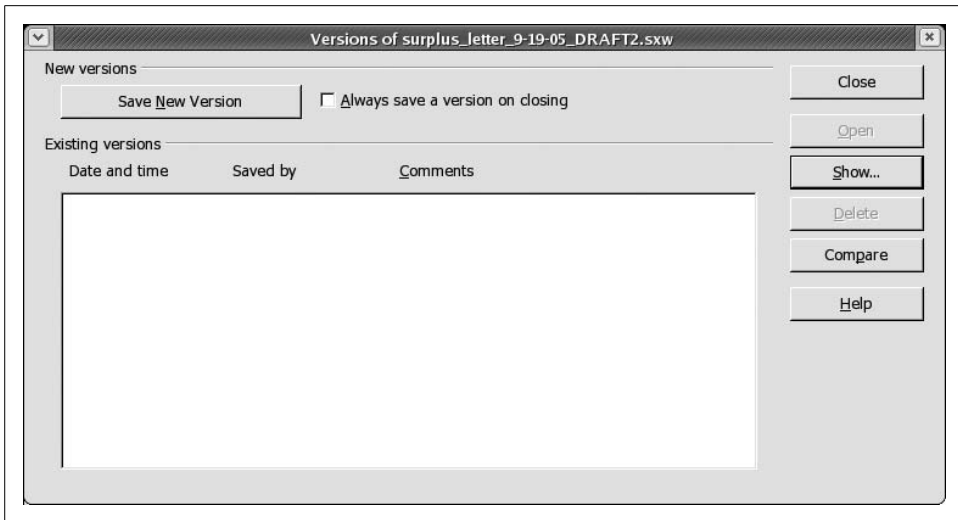 Versions of surplus_letter_9-19-05_DRAFT2.sxw
New versions
Save New Version
Always save a version on closing
Existing versions
Date and time Saved by Comments
Close
Open
Show...
Delete
Compare
Help